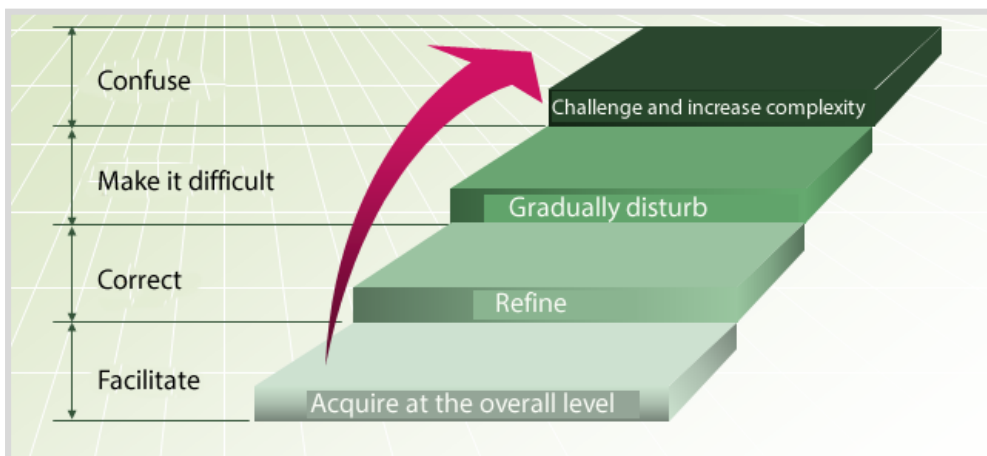 Confuse
Challenge and increase complexity
Make it difficult
Gradually disturb
Correct
Refine
Facilitate
Acquire at the overall level